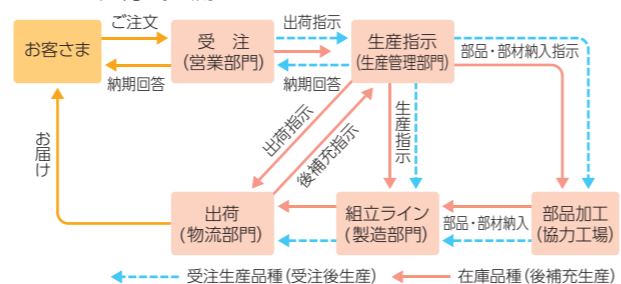 ご注文
出荷指示
お客さま
受 注
(営業部門)
生産指示
(生産管理部門)
部品・部材納入指示
納期回答
納期回答
お届け
出荷指示
後補充指示
生産指示
出荷
(物流部門)
組立ライン
(製造部門)
部品・部材納入
部品加工
(協力工場)
受注生産品種(受注後生産)
在庫品種(後補充生産)